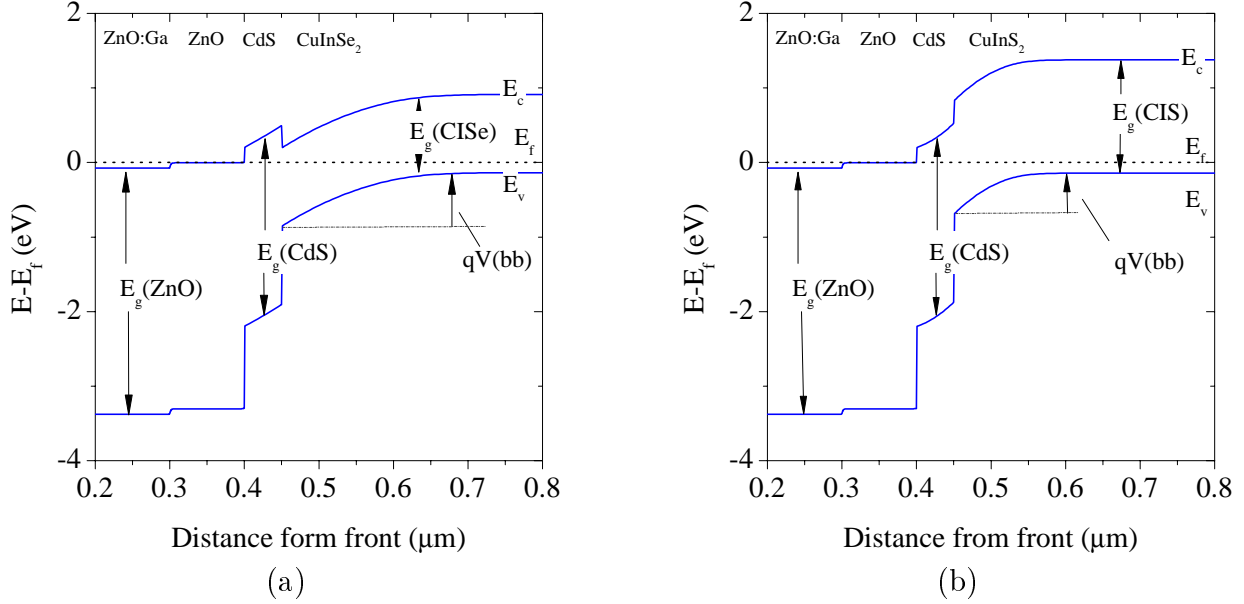 ZnO:Ga ZnO CdS CuInSe₂
E_c
E_g(CISe)
E_f
E_v
E_g(CdS)
qV(bb)
E_g(ZnO)
2
0
-2
-4
E-E_f (eV)
0.2 0.3 0.4 0.5 0.6 0.7 0.8
Distance form front (μm)
(a)
ZnO:Ga ZnO CdS CuInS₂
E_c
E_g(CIS)
E_f
E_v
E_g(CdS)
qV(bb)
E_g(ZnO)
2
0
-2
-4
E-E_f (eV)
0.2 0.3 0.4 0.5 0.6 0.7 0.8
Distance from front (μm)
(b)